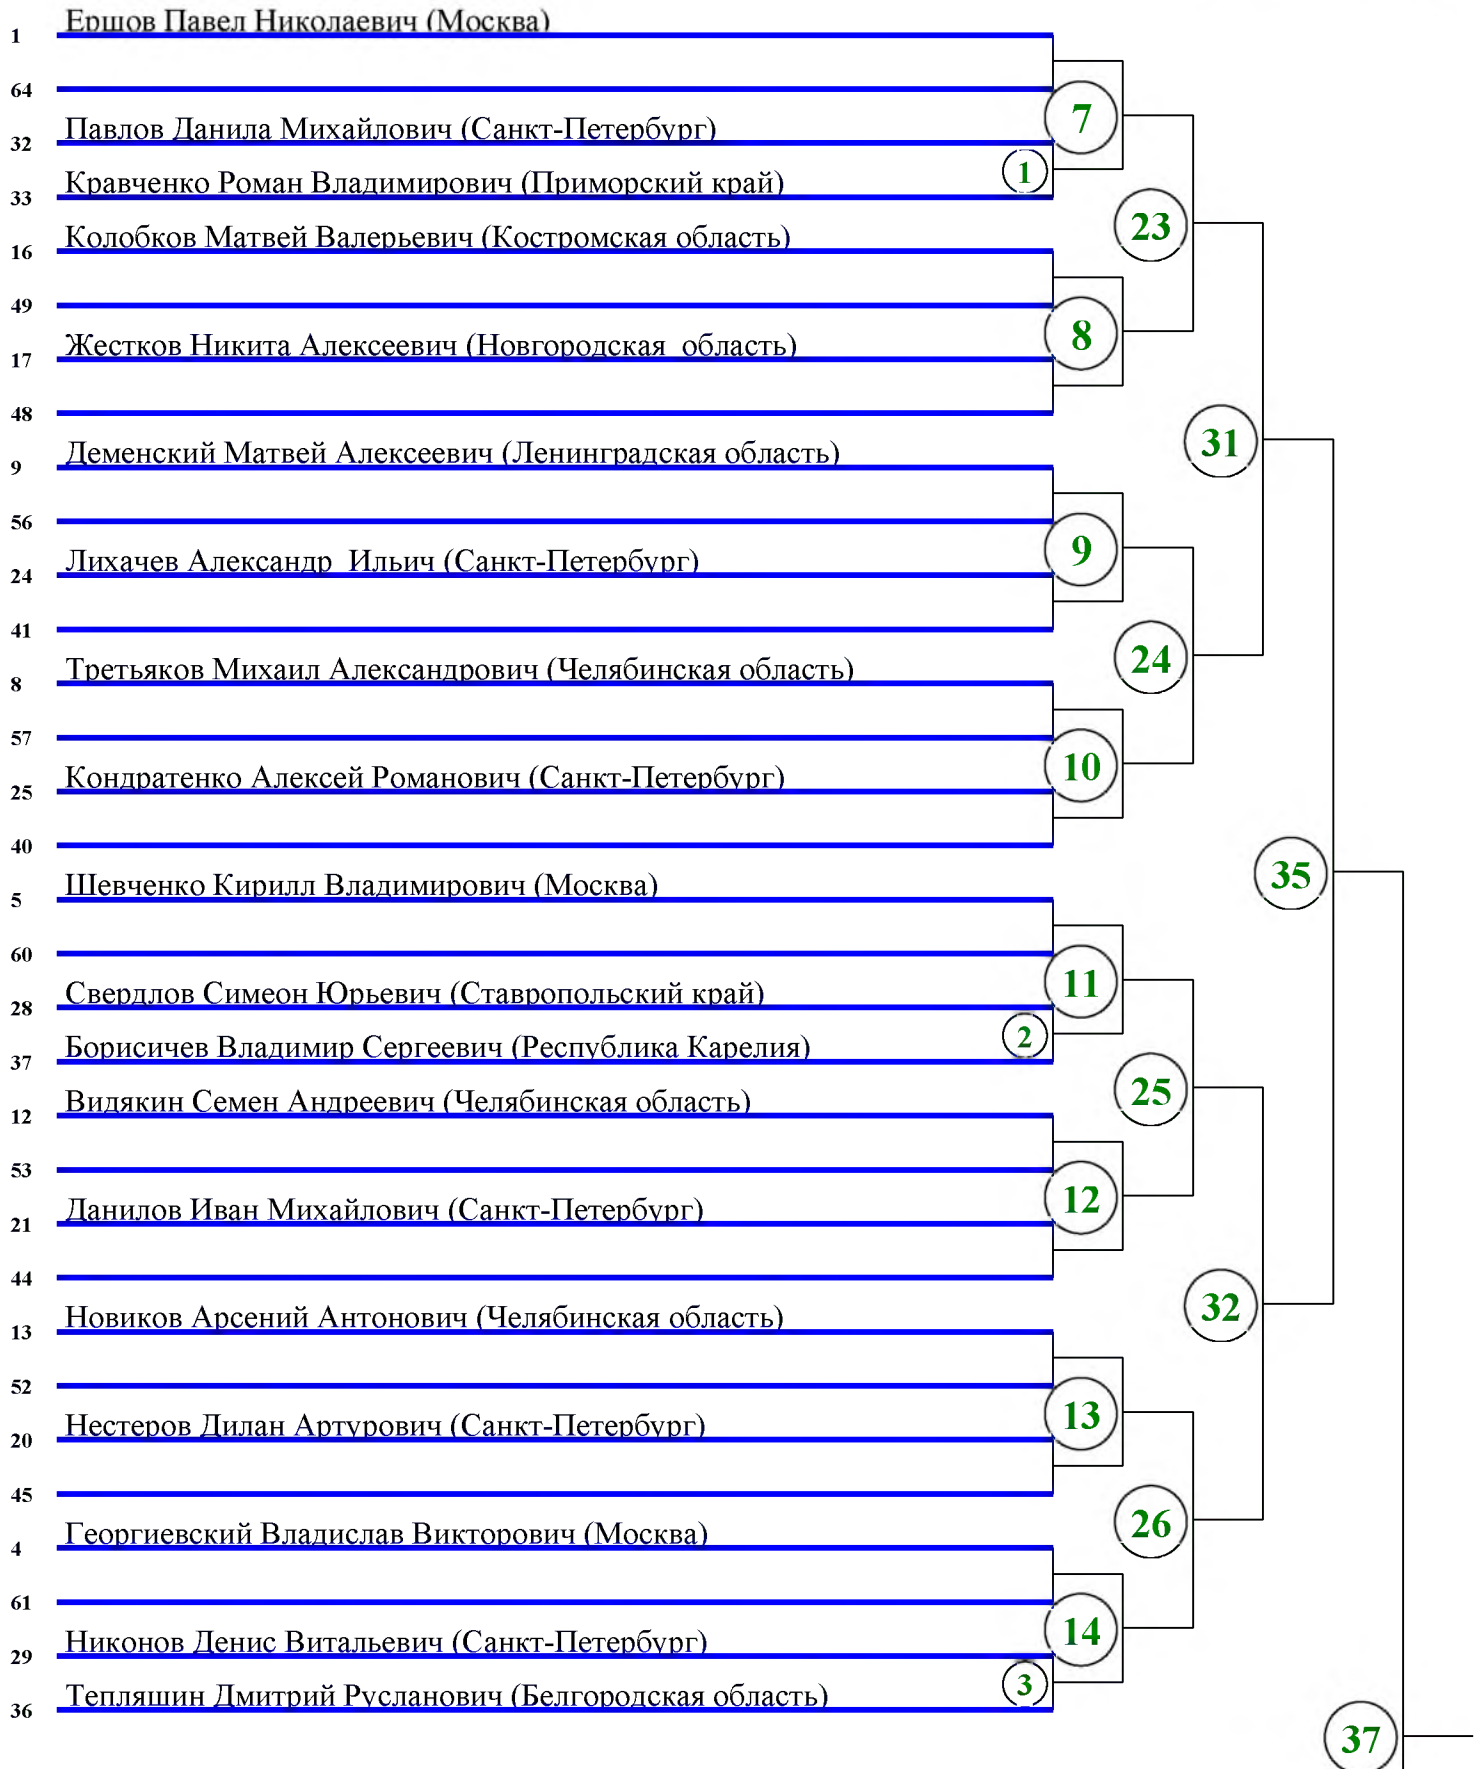 Ершов Павел Николаевич (Москва)
1
64
7
Павлов Данила Михайлович (Санкт-Петербург)
32
1
Кравченко Роман Владимирович (Приморский край)
33
23
Колобков Матвей Валерьевич (Костромская область)
16
49
8
Жестков Никита Алексеевич (Новгородская область)
17
48
31
Деменский Матвей Алексеевич (Ленинградская область)
9
56
9
Лихачев Александр Ильич (Санкт-Петербург)
24
41
24
Третьяков Михаил Александрович (Челябинская область)
8
57
10
Кондратенко Алексей Романович (Санкт-Петербург)
25
40
35
Шевченко Кирилл Владимирович (Москва)
5
60
11
Свердлов Симеон Юрьевич (Ставропольский край)
28
2
Борисичев Владимир Сергеевич (Республика Карелия)
37
25
Видякин Семен Андреевич (Челябинская область)
12
53
12
Данилов Иван Михайлович (Санкт-Петербург)
21
44
32
Новиков Арсений Антонович (Челябинская область)
13
52
13
Нестеров Дилан Артурович (Санкт-Петербург)
20
45
26
Георгиевский Владислав Викторович (Москва)
4
61
14
Никонов Денис Витальевич (Санкт-Петербург)
29
3
Тепляшин Дмитрий Русланович (Белгородская область)
36
37